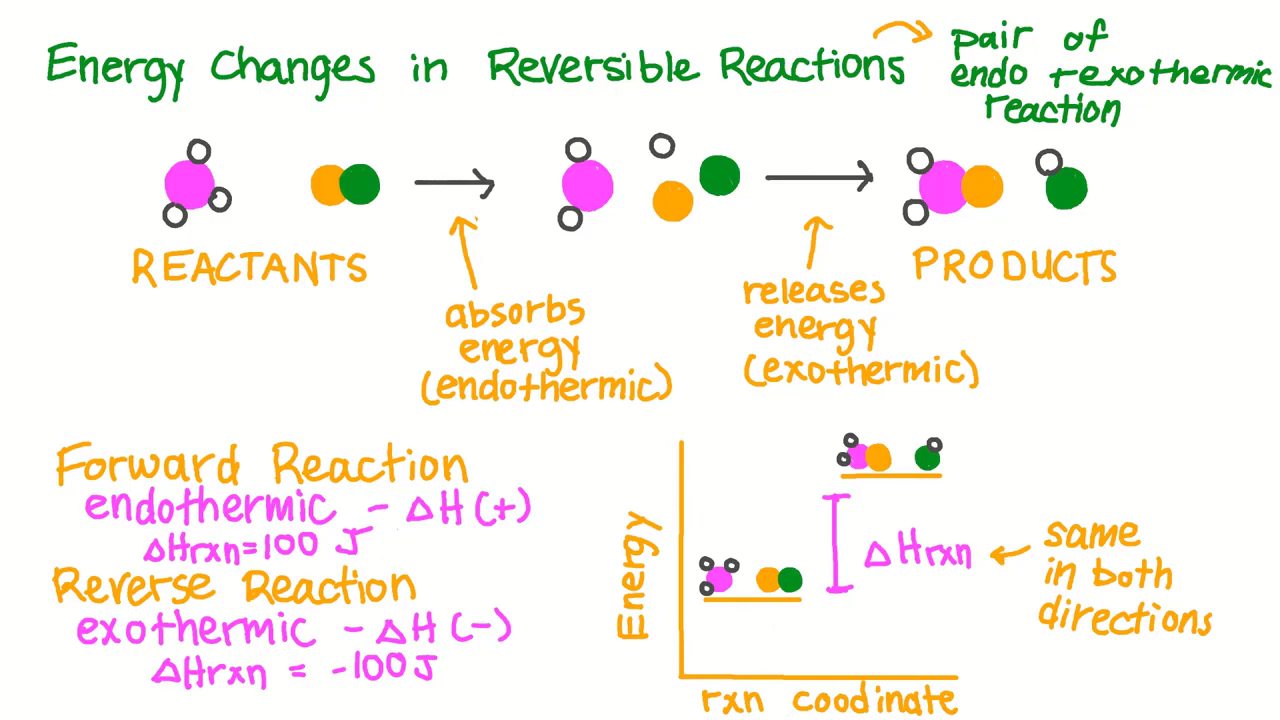 Energy Changes in Reversible Reactions
pair of
endo + exothermic
reaction
REACTANTS
PRODUCTS
absorbs
energy
(endothermic)
releases
energy
(exothermic)
Forward Reaction
endothermic - ΔH (+)
ΔHrxn = 100 J
Reverse Reaction
exothermic - ΔH (-)
ΔHrxn = -100 J
Energy
ΔHrxn
same
in both
directions
rxn coodinate